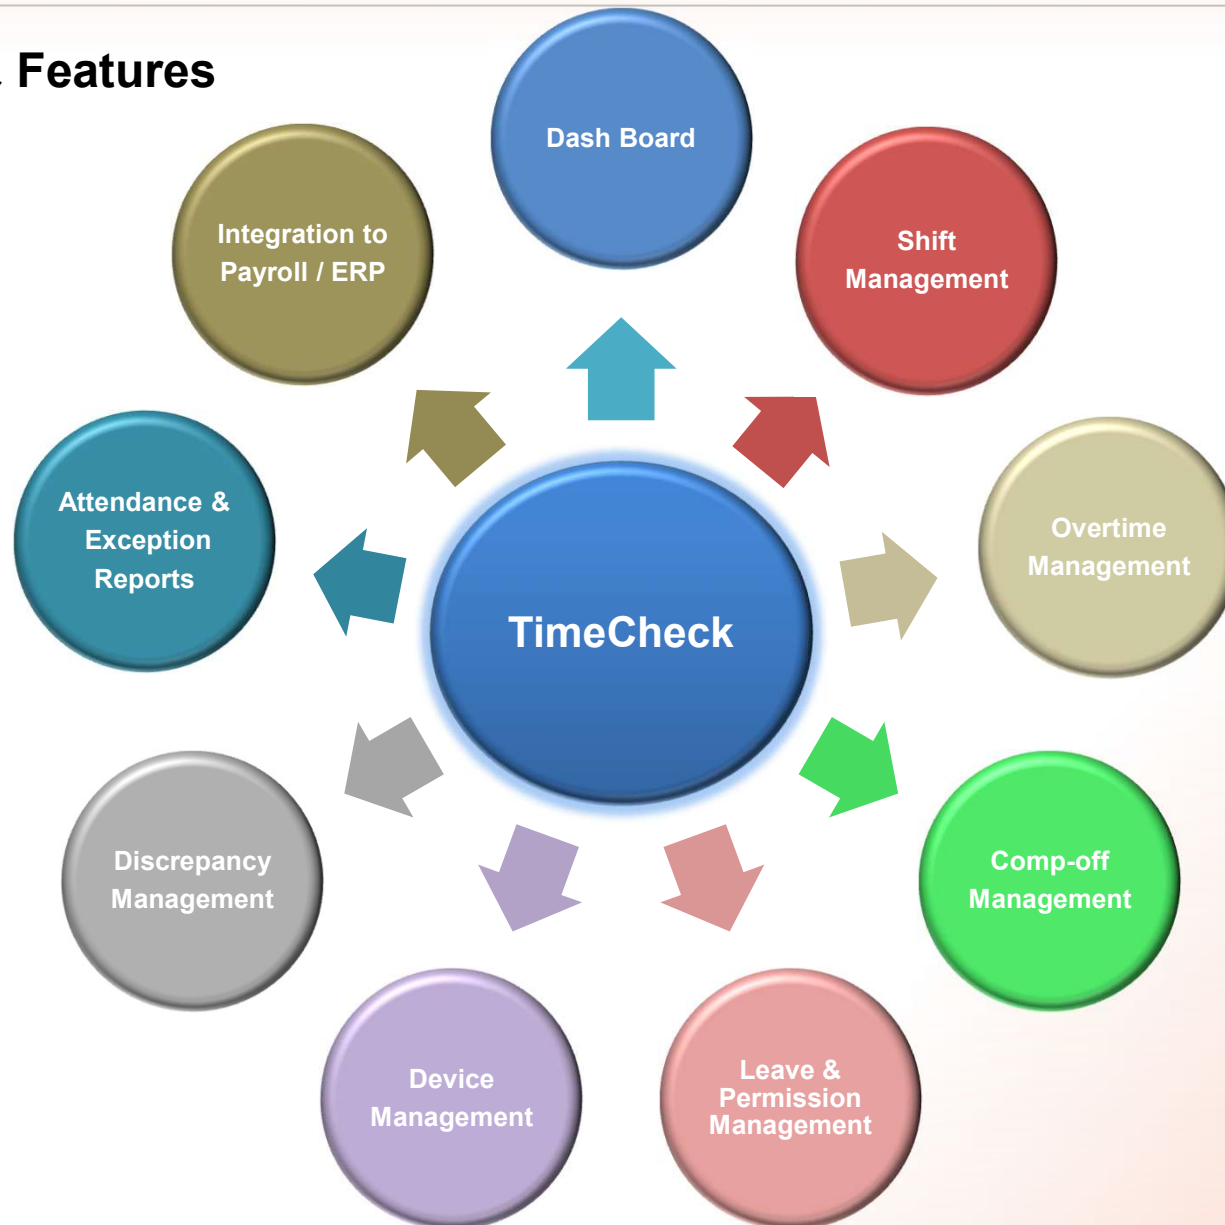 Features
Dash Board
Shift
Management
Overtime
Management
Comp-off
Management
Leave &
Permission
Management
Device
Management
Discrepancy
Management
Attendance &
Exception
Reports
Integration to
Payroll / ERP
TimeCheck